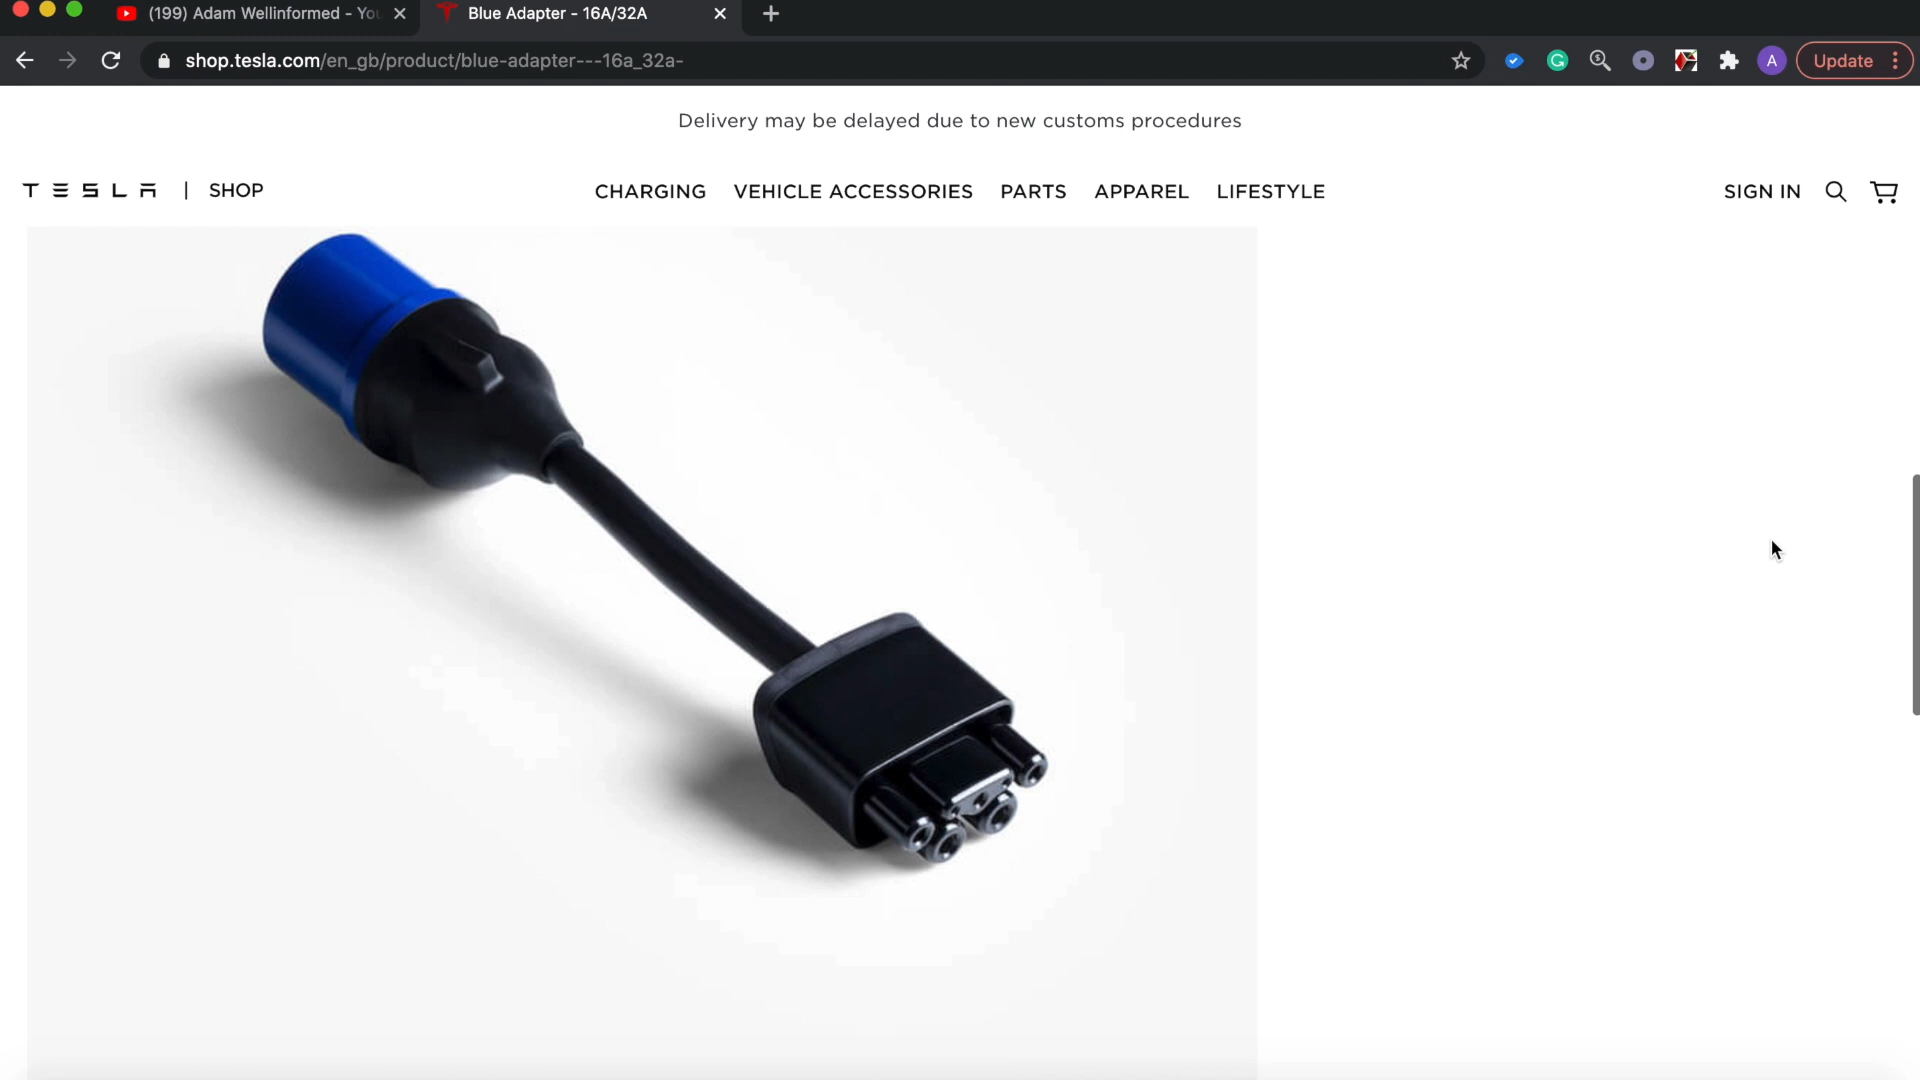 (199) Adam Wellinformed - You
Blue Adapter - 16A/32A
shop.tesla.com/en_gb/product/blue-adapter---16a_32a-
A
Update
Delivery may be delayed due to new customs procedures
TESLA | SHOP
CHARGING VEHICLE ACCESSORIES PARTS APPAREL LIFESTYLE
SIGN IN